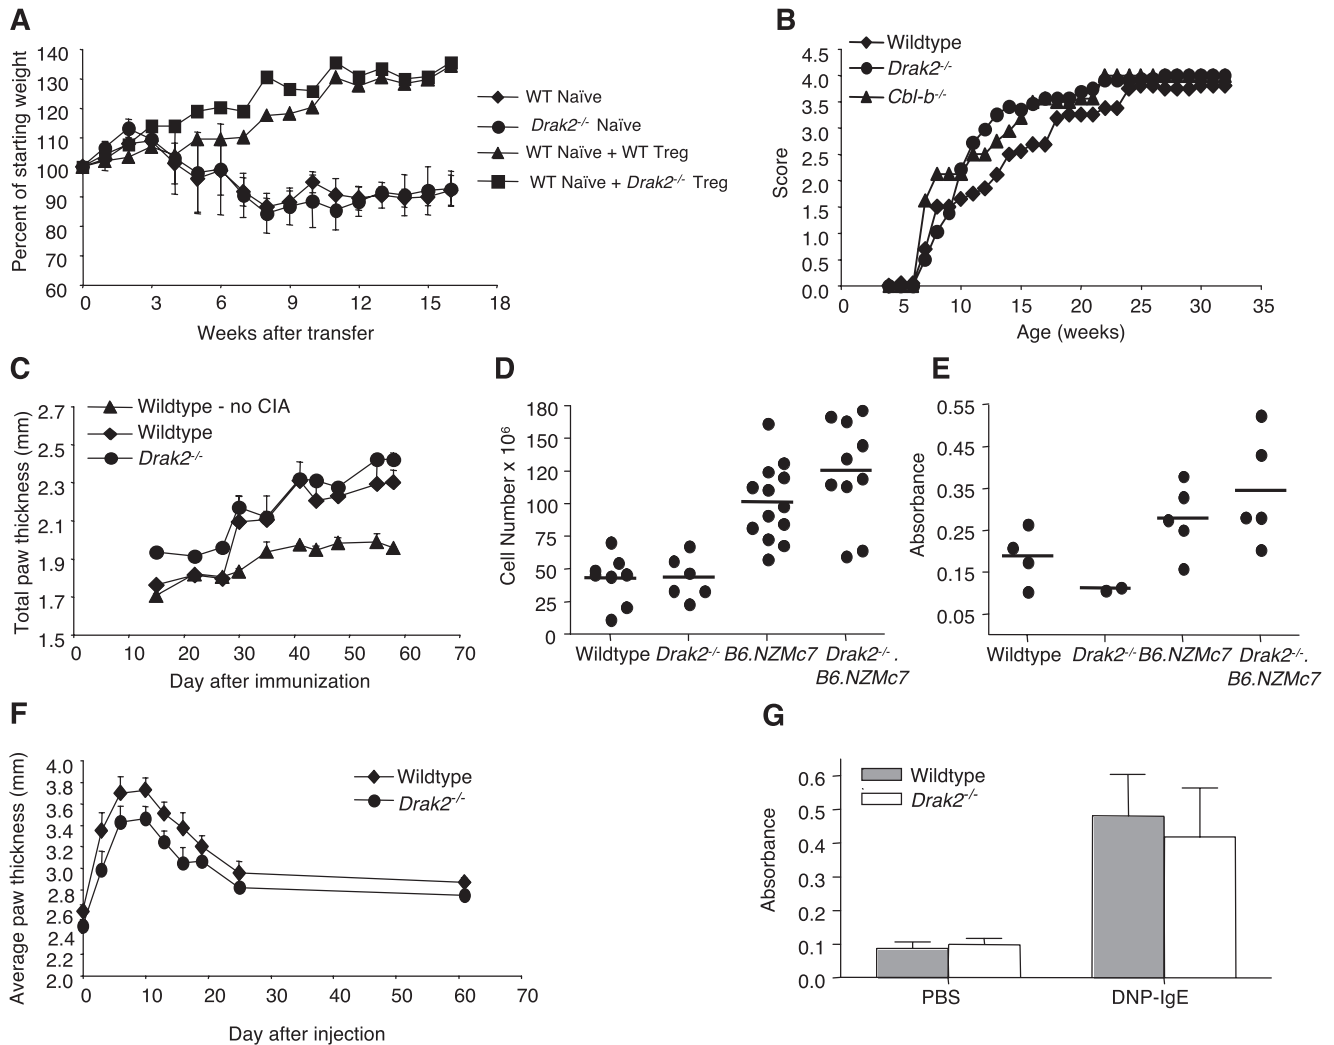 A
Percent of starting weight
140
130
120
110
100
90
80
70
60
0 3 6 9 12 15 18
Weeks after transfer
WT Naïve
Drak2-/- Naïve
WT Naïve + WT Treg
WT Naïve + Drak2-/- Treg
B
Score
4.5
4.0
3.5
3.0
2.5
2.0
1.5
1.0
0.5
0.0
0 5 10 15 20 25 30 35
Age (weeks)
Wildtype
Drak2-/-
Cbl-b-/-
C
Total paw thickness (mm)
2.7
2.5
2.3
2.1
1.9
1.7
1.5
0 10 20 30 40 50 60 70
Day after immunization
Wildtype - no CIA
Wildtype
Drak2-/-
D
Cell Number x 10⁶
180
150
120
100
75
50
25
0
Wildtype Drak2-/- B6.NZMc7 Drak2-/-.
B6.NZMc7
E
Absorbance
0.55
0.45
0.35
0.25
0.15
0.05
Wildtype Drak2-/- B6.NZMc7 Drak2-/-.
B6.NZMc7
F
Average paw thickness (mm)
4.0
3.8
3.6
3.4
3.2
3.0
2.8
2.6
2.4
2.2
2.0
0 10 20 30 40 50 60 70
Day after injection
Wildtype
Drak2-/-
G
Absorbance
0.6
0.5
0.4
0.3
0.2
0.1
0.0
PBS DNP-IgE
Wildtype
Drak2-/-